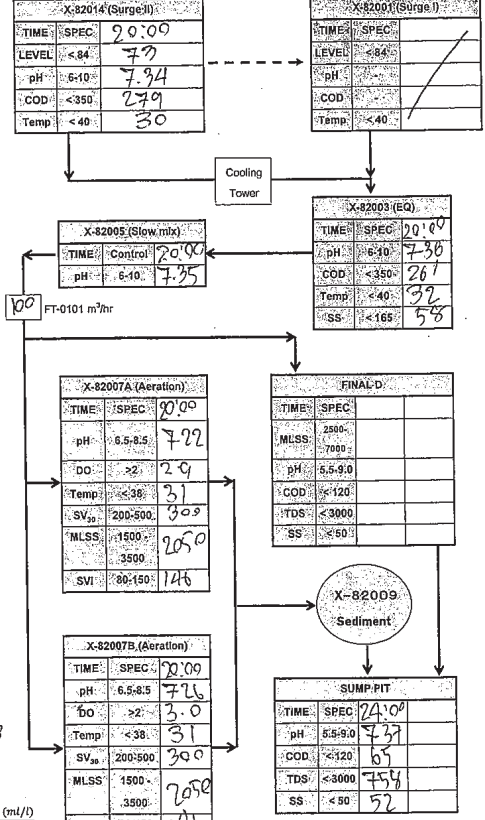 X-82014 (Surge II)
TIME SPEC 20:00
LEVEL <.84 73
pH 6-10 7.34
COD <350 279
Temp <40 30
X-82001 (Surge I)
TIME SPEC
LEVEL <84
pH -
COD -
Temp <40
Cooling
Tower
X-82003 (EQ)
TIME SPEC 20:00
pH 6-10 7.36
COD <350 261
Temp <40 32
SS <165 58
X-82005 (Slow mix)
TIME Control 20:00
pH 6-10 7.35
100 FT-0101 m³/hr
X-82007A (Aeration)
TIME SPEC 20:00
pH 6.5-8.5 7.22
DO >2 2.9
Temp <38 31
SV₃₀ 200-500 300
MLSS 1500 - 3500 2050
SVI 80-150 146
FINAL D
TIME SPEC
MLSS 2500-7000
pH 5.5-9.0
COD <120
TDS <3000
SS <50
X-82009
Sediment
X-82007B (Aeration)
TIME SPEC 20:00
pH 6.5-8.5 7.26
DO >2 3.0
Temp <38 31
SV₃₀ 200-500 300
MLSS 1500 - 3500 2050
SUMP PIT
TIME SPEC 24:00
pH 5.5-9.0 7.37
COD <120 65
TDS <3000 758
SS <50 52
(ml/l)